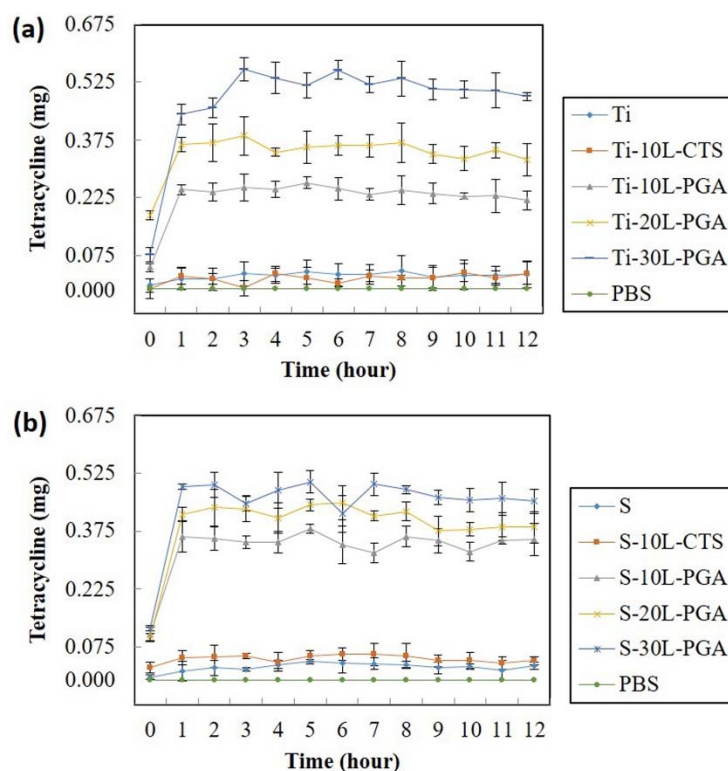 (a)
0.675
0.525
0.375
0.225
0.075
0.000
Tetracycline (mg)
0 1 2 3 4 5 6 7 8 9 10 11 12
Time (hour)
Ti
Ti-10L-CTS
Ti-10L-PGA
Ti-20L-PGA
Ti-30L-PGA
PBS
(b)
0.675
0.525
0.375
0.225
0.075
0.000
Tetracycline (mg)
0 1 2 3 4 5 6 7 8 9 10 11 12
Time (hour)
S
S-10L-CTS
S-10L-PGA
S-20L-PGA
S-30L-PGA
PBS